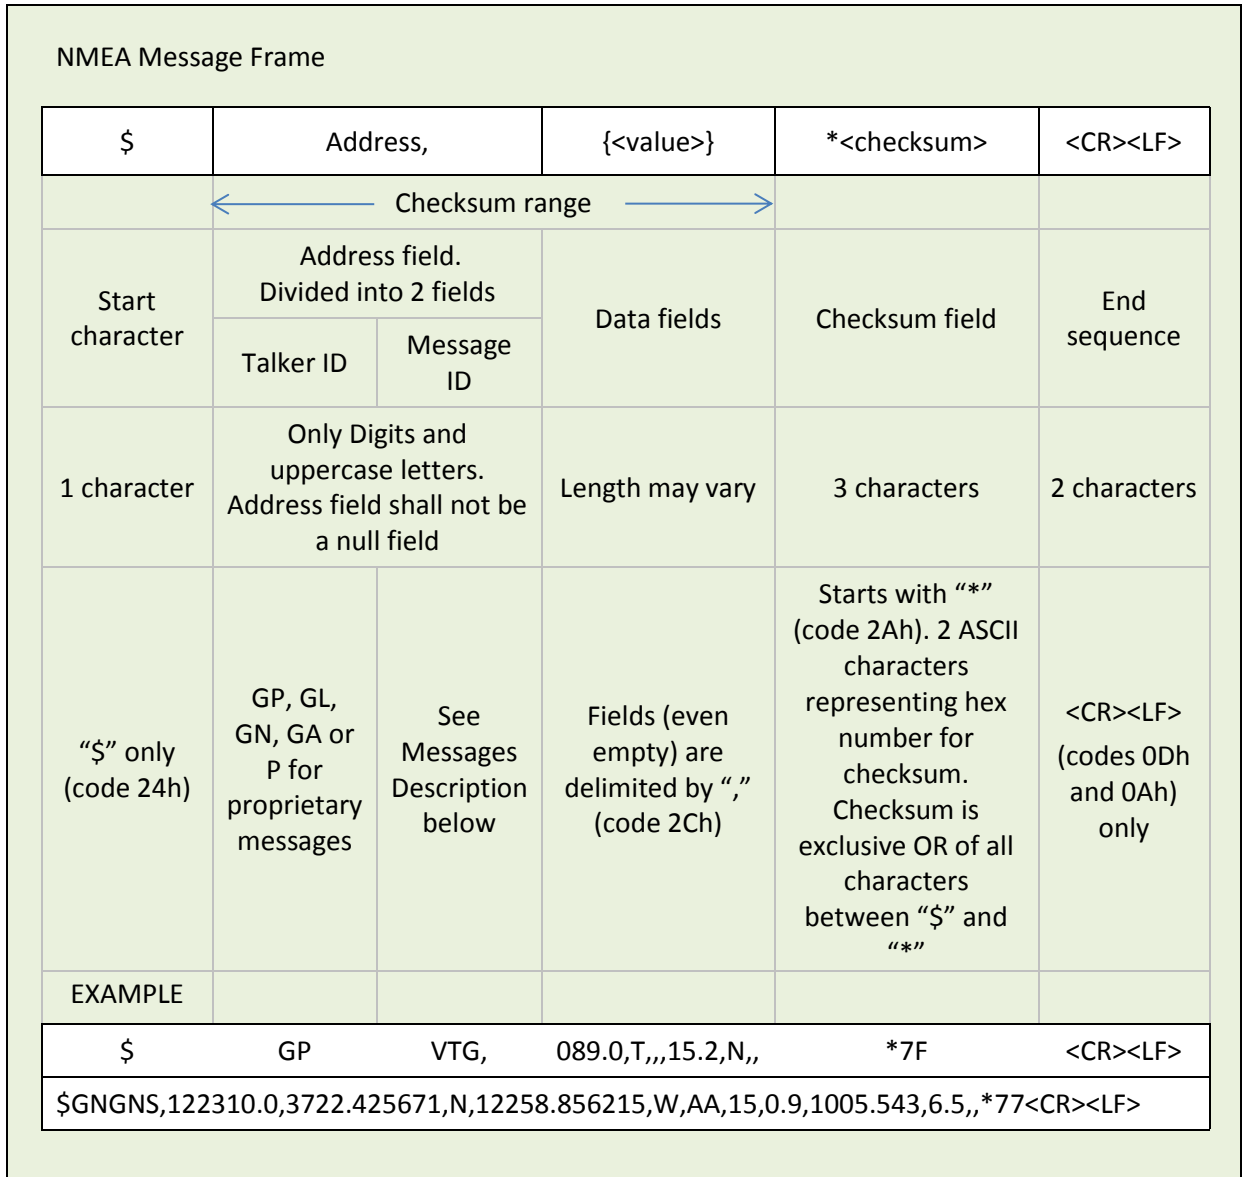 NMEA Message Frame
$ Address, {<value>} *<checksum> <CR><LF>
Checksum range
Start
character
Address field.
Divided into 2 fields
Talker ID
Message
ID
Data fields
Checksum field
End
sequence
1 character
Only Digits and
uppercase letters.
Address field shall not be
a null field
Length may vary
3 characters
2 characters
“$” only
(code 24h)
GP, GL,
GN, GA or
P for
proprietary
messages
See
Messages
Description
below
Fields (even
empty) are
delimited by “,”
(code 2Ch)
Starts with “*”
(code 2Ah). 2 ASCII
characters
representing hex
number for
checksum.
Checksum is
exclusive OR of all
characters
between “$” and
“*”
<CR><LF>
(codes 0Dh
and 0Ah)
only
EXAMPLE
$ GP VTG, 089.0,T,,,15.2,N,, *7F <CR><LF>
$GNGNS,122310.0,3722.425671,N,12258.856215,W,AA,15,0.9,1005.543,6.5,,*77<CR><LF>